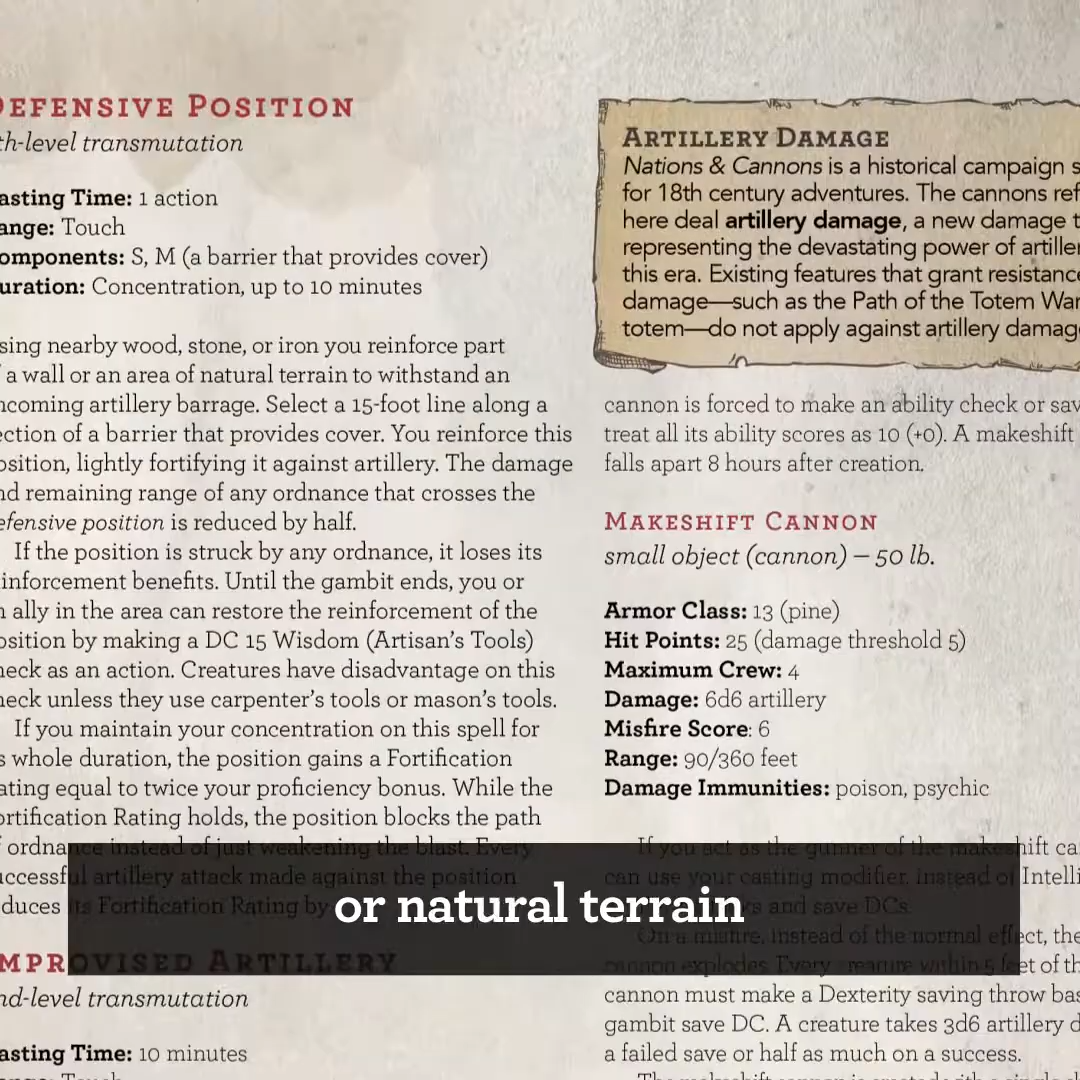 DEFENSIVE POSITION
th-level transmutation
asting Time: 1 action
ange: Touch
omponents: S, M (a barrier that provides cover)
uration: Concentration, up to 10 minutes
sing nearby wood, stone, or iron you reinforce part
f a wall or an area of natural terrain to withstand an
ncoming artillery barrage. Select a 15-foot line along a
ection of a barrier that provides cover. You reinforce this
osition, lightly fortifying it against artillery. The damage
nd remaining range of any ordnance that crosses the
efensive position is reduced by half.
If the position is struck by any ordnance, it loses its
inforcement benefits. Until the gambit ends, you or
n ally in the area can restore the reinforcement of the
osition by making a DC 15 Wisdom (Artisan's Tools)
heck as an action. Creatures have disadvantage on this
heck unless they use carpenter's tools or mason's tools.
If you maintain your concentration on this spell for
s whole duration, the position gains a Fortification
ating equal to twice your proficiency bonus. While the
ortification Rating holds, the position blocks the path
f ordnance instead of just weakening the blast. Every
uccessful artillery attack made against the position
duces its Fortification Rating by
IMPROVISED ARTILLERY
nd-level transmutation
asting Time: 10 minutes
ange: Touch
ARTILLERY DAMAGE
Nations & Cannons is a historical campaign s
for 18th century adventures. The cannons ref
here deal artillery damage, a new damage t
representing the devastating power of artiller
this era. Existing features that grant resistance
damage—such as the Path of the Totem War
totem—do not apply against artillery damag
cannon is forced to make an ability check or sav
treat all its ability scores as 10 (+0). A makeshift
falls apart 8 hours after creation.
MAKESHIFT CANNON
small object (cannon) – 50 lb.
Armor Class: 13 (pine)
Hit Points: 25 (damage threshold 5)
Maximum Crew: 4
Damage: 6d6 artillery
Misfire Score: 6
Range: 90/360 feet
Damage Immunities: poison, psychic
If you act as the gunner of the makeshift ca
can use your casting modifier, instead of Intelli
and save DCs.
On a misfire, instead of the normal effect, the
cannon explodes. Every creature within 5 feet of th
cannon must make a Dexterity saving throw bas
gambit save DC. A creature takes 3d6 artillery d
a failed save or half as much on a success.
or natural terrain